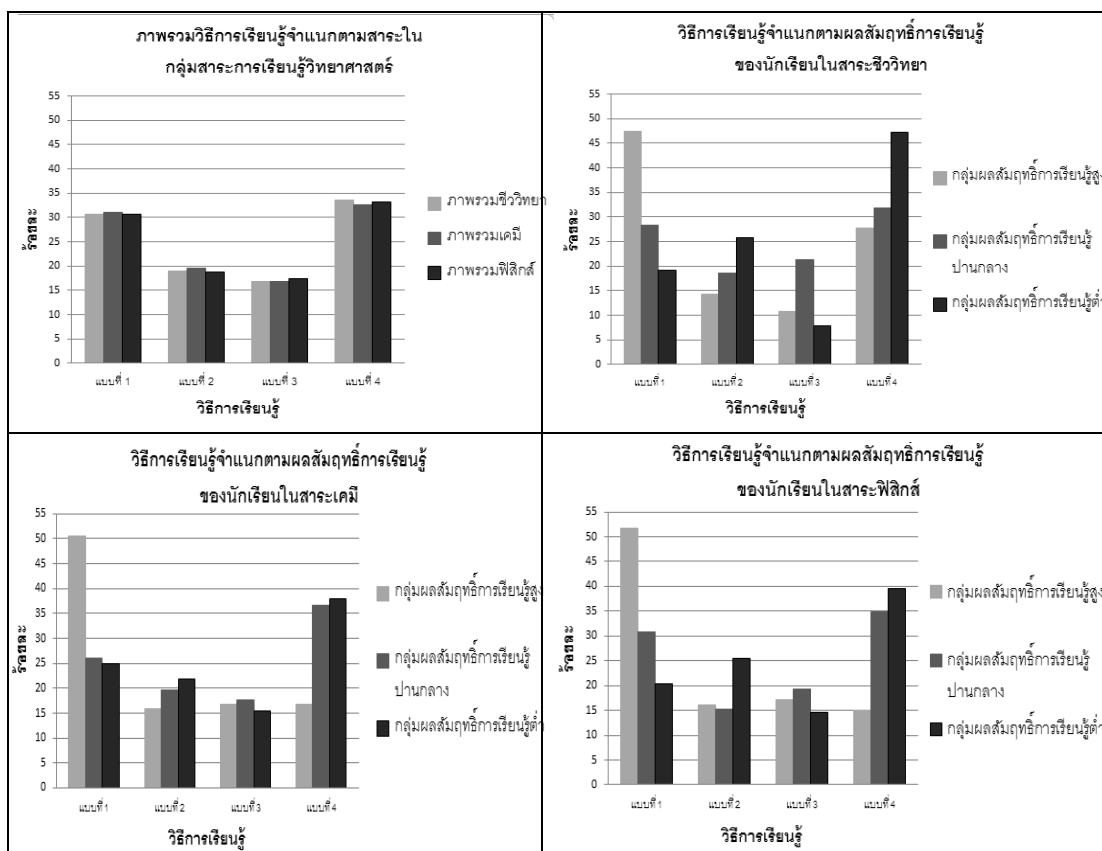 ภาพรวมวิธีการเรียนรู้จำแนกตามสาระใน
กลุ่มสาระการเรียนรู้วิทยาศาสตร์
55
50
45
40
35
30
25
20
15
10
5
0
ร้อยละ
แบบที่ 1 แบบที่ 2 แบบที่ 3 แบบที่ 4
วิธีการเรียนรู้
ภาพรวมชีววิทยา
ภาพรวมเคมี
ภาพรวมฟิสิกส์
วิธีการเรียนรู้จำแนกตามผลสัมฤทธิ์การเรียนรู้
ของนักเรียนในสาระชีววิทยา
55
50
45
40
35
30
25
20
15
10
5
0
ร้อยละ
แบบที่ 1 แบบที่ 2 แบบที่ 3 แบบที่ 4
วิธีการเรียนรู้
กลุ่มผลสัมฤทธิ์การเรียนรู้สูง
กลุ่มผลสัมฤทธิ์การเรียนรู้
ปานกลาง
กลุ่มผลสัมฤทธิ์การเรียนรู้ต่ำ
วิธีการเรียนรู้จำแนกตามผลสัมฤทธิ์การเรียนรู้
ของนักเรียนในสาระเคมี
55
50
45
40
35
30
25
20
15
10
5
0
ร้อยละ
แบบที่ 1 แบบที่ 2 แบบที่ 3 แบบที่ 4
วิธีการเรียนรู้
กลุ่มผลสัมฤทธิ์การเรียนรู้สูง
กลุ่มผลสัมฤทธิ์การเรียนรู้
ปานกลาง
กลุ่มผลสัมฤทธิ์การเรียนรู้ต่ำ
วิธีการเรียนรู้จำแนกตามผลสัมฤทธิ์การเรียนรู้
ของนักเรียนในสาระฟิสิกส์
55
50
45
40
35
30
25
20
15
10
5
0
ร้อยละ
แบบที่ 1 แบบที่ 2 แบบที่ 3 แบบที่ 4
วิธีการเรียนรู้
กลุ่มผลสัมฤทธิ์การเรียนรู้สูง
กลุ่มผลสัมฤทธิ์การเรียนรู้
ปานกลาง
กลุ่มผลสัมฤทธิ์การเรียนรู้ต่ำ